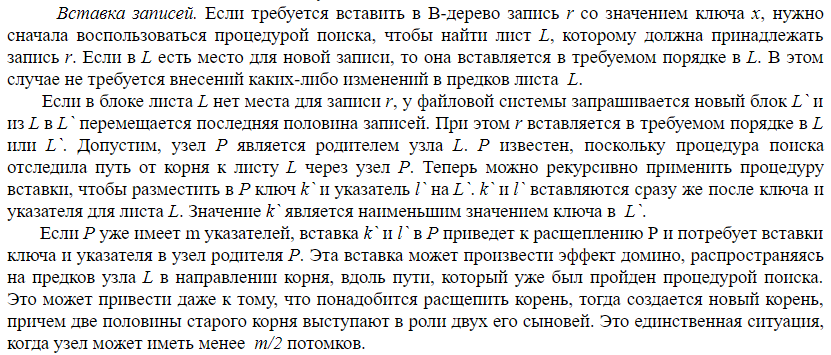 Вставка записей. Если требуется вставить в В-дерево запись r со значением ключа x, нужно
сначала воспользоваться процедурой поиска, чтобы найти лист L, которому должна принадлежать
запись r. Если в L есть место для новой записи, то она вставляется в требуемом порядке в L. В этом
случае не требуется внесений каких-либо изменений в предков листа L.
Если в блоке листа L нет места для записи r, у файловой системы запрашивается новый блок L` и
из L в L` перемещается последняя половина записей. При этом r вставляется в требуемом порядке в L
или L`. Допустим, узел P является родителем узла L. P известен, поскольку процедура поиска
отследила путь от корня к листу L через узел P. Теперь можно рекурсивно применить процедуру
вставки, чтобы разместить в P ключ k` и указатель l` на L`. k` и l` вставляются сразу же после ключа и
указателя для листа L. Значение k` является наименьшим значением ключа в L`.
Если P уже имеет m указателей, вставка k` и l` в P приведет к расщеплению P и потребует вставки
ключа и указателя в узел родителя P. Эта вставка может произвести эффект домино, распространяясь
на предков узла L в направлении корня, вдоль пути, который уже был пройден процедурой поиска.
Это может привести даже к тому, что понадобится расщепить корень, тогда создается новый корень,
причем две половины старого корня выступают в роли двух его сыновей. Это единственная ситуация,
когда узел может иметь менее m/2 потомков.